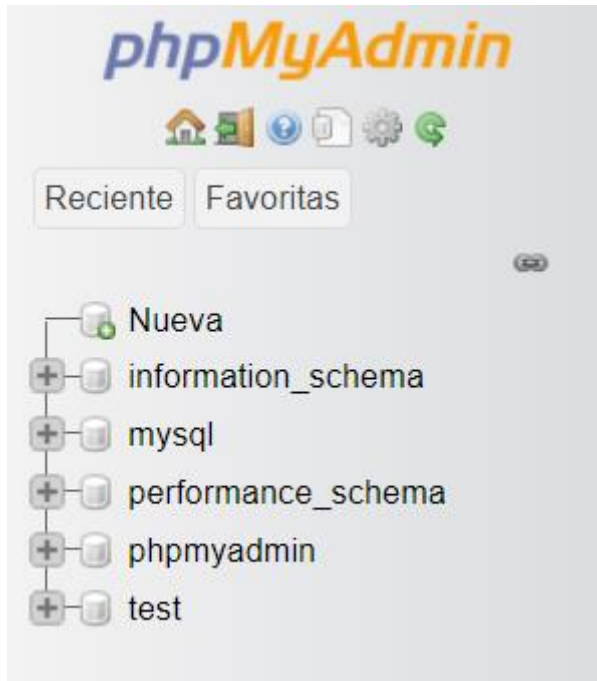 phpMyAdmin
Reciente Favoritas
Nueva
information_schema
mysql
performance_schema
phpmyadmin
test